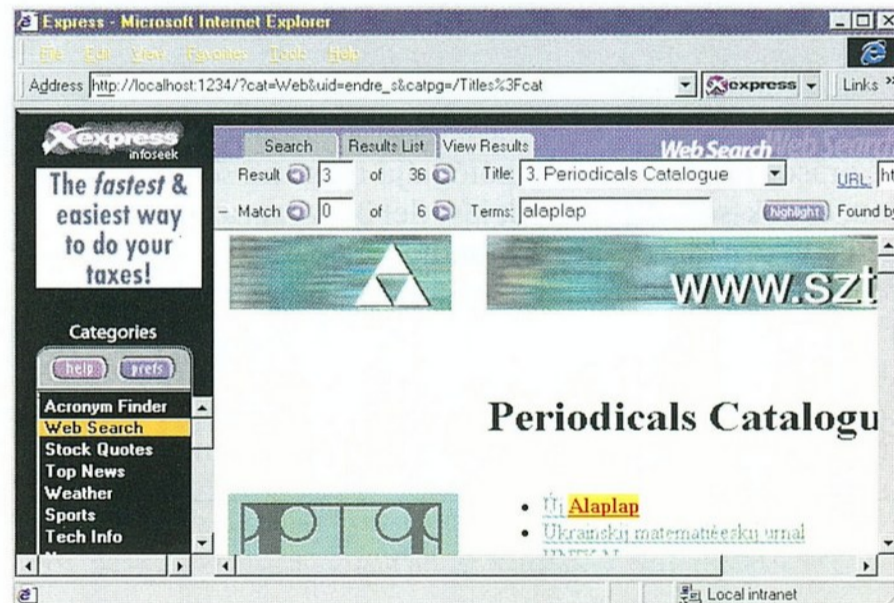 Express - Microsoft Internet Explorer
File Edit View Favorites Tools Help
Address http://localhost:1234/?cat=Web&uid=endre_s&catpg=/Titles%3Fcat express Links »
express
infoseek
The fastest &
easiest way
to do your
taxes!
Categories
help prefs
Acronym Finder
Web Search
Stock Quotes
Top News
Weather
Sports
Tech Info
Search Results List View Results Web Search
Result 3 of 36 Title: 3. Periodicals Catalogue URL: ht
Match 0 of 6 Terms: alaplap highlight Found by
www.szt
Periodicals Catalogu
Új Alaplap
Local intranet